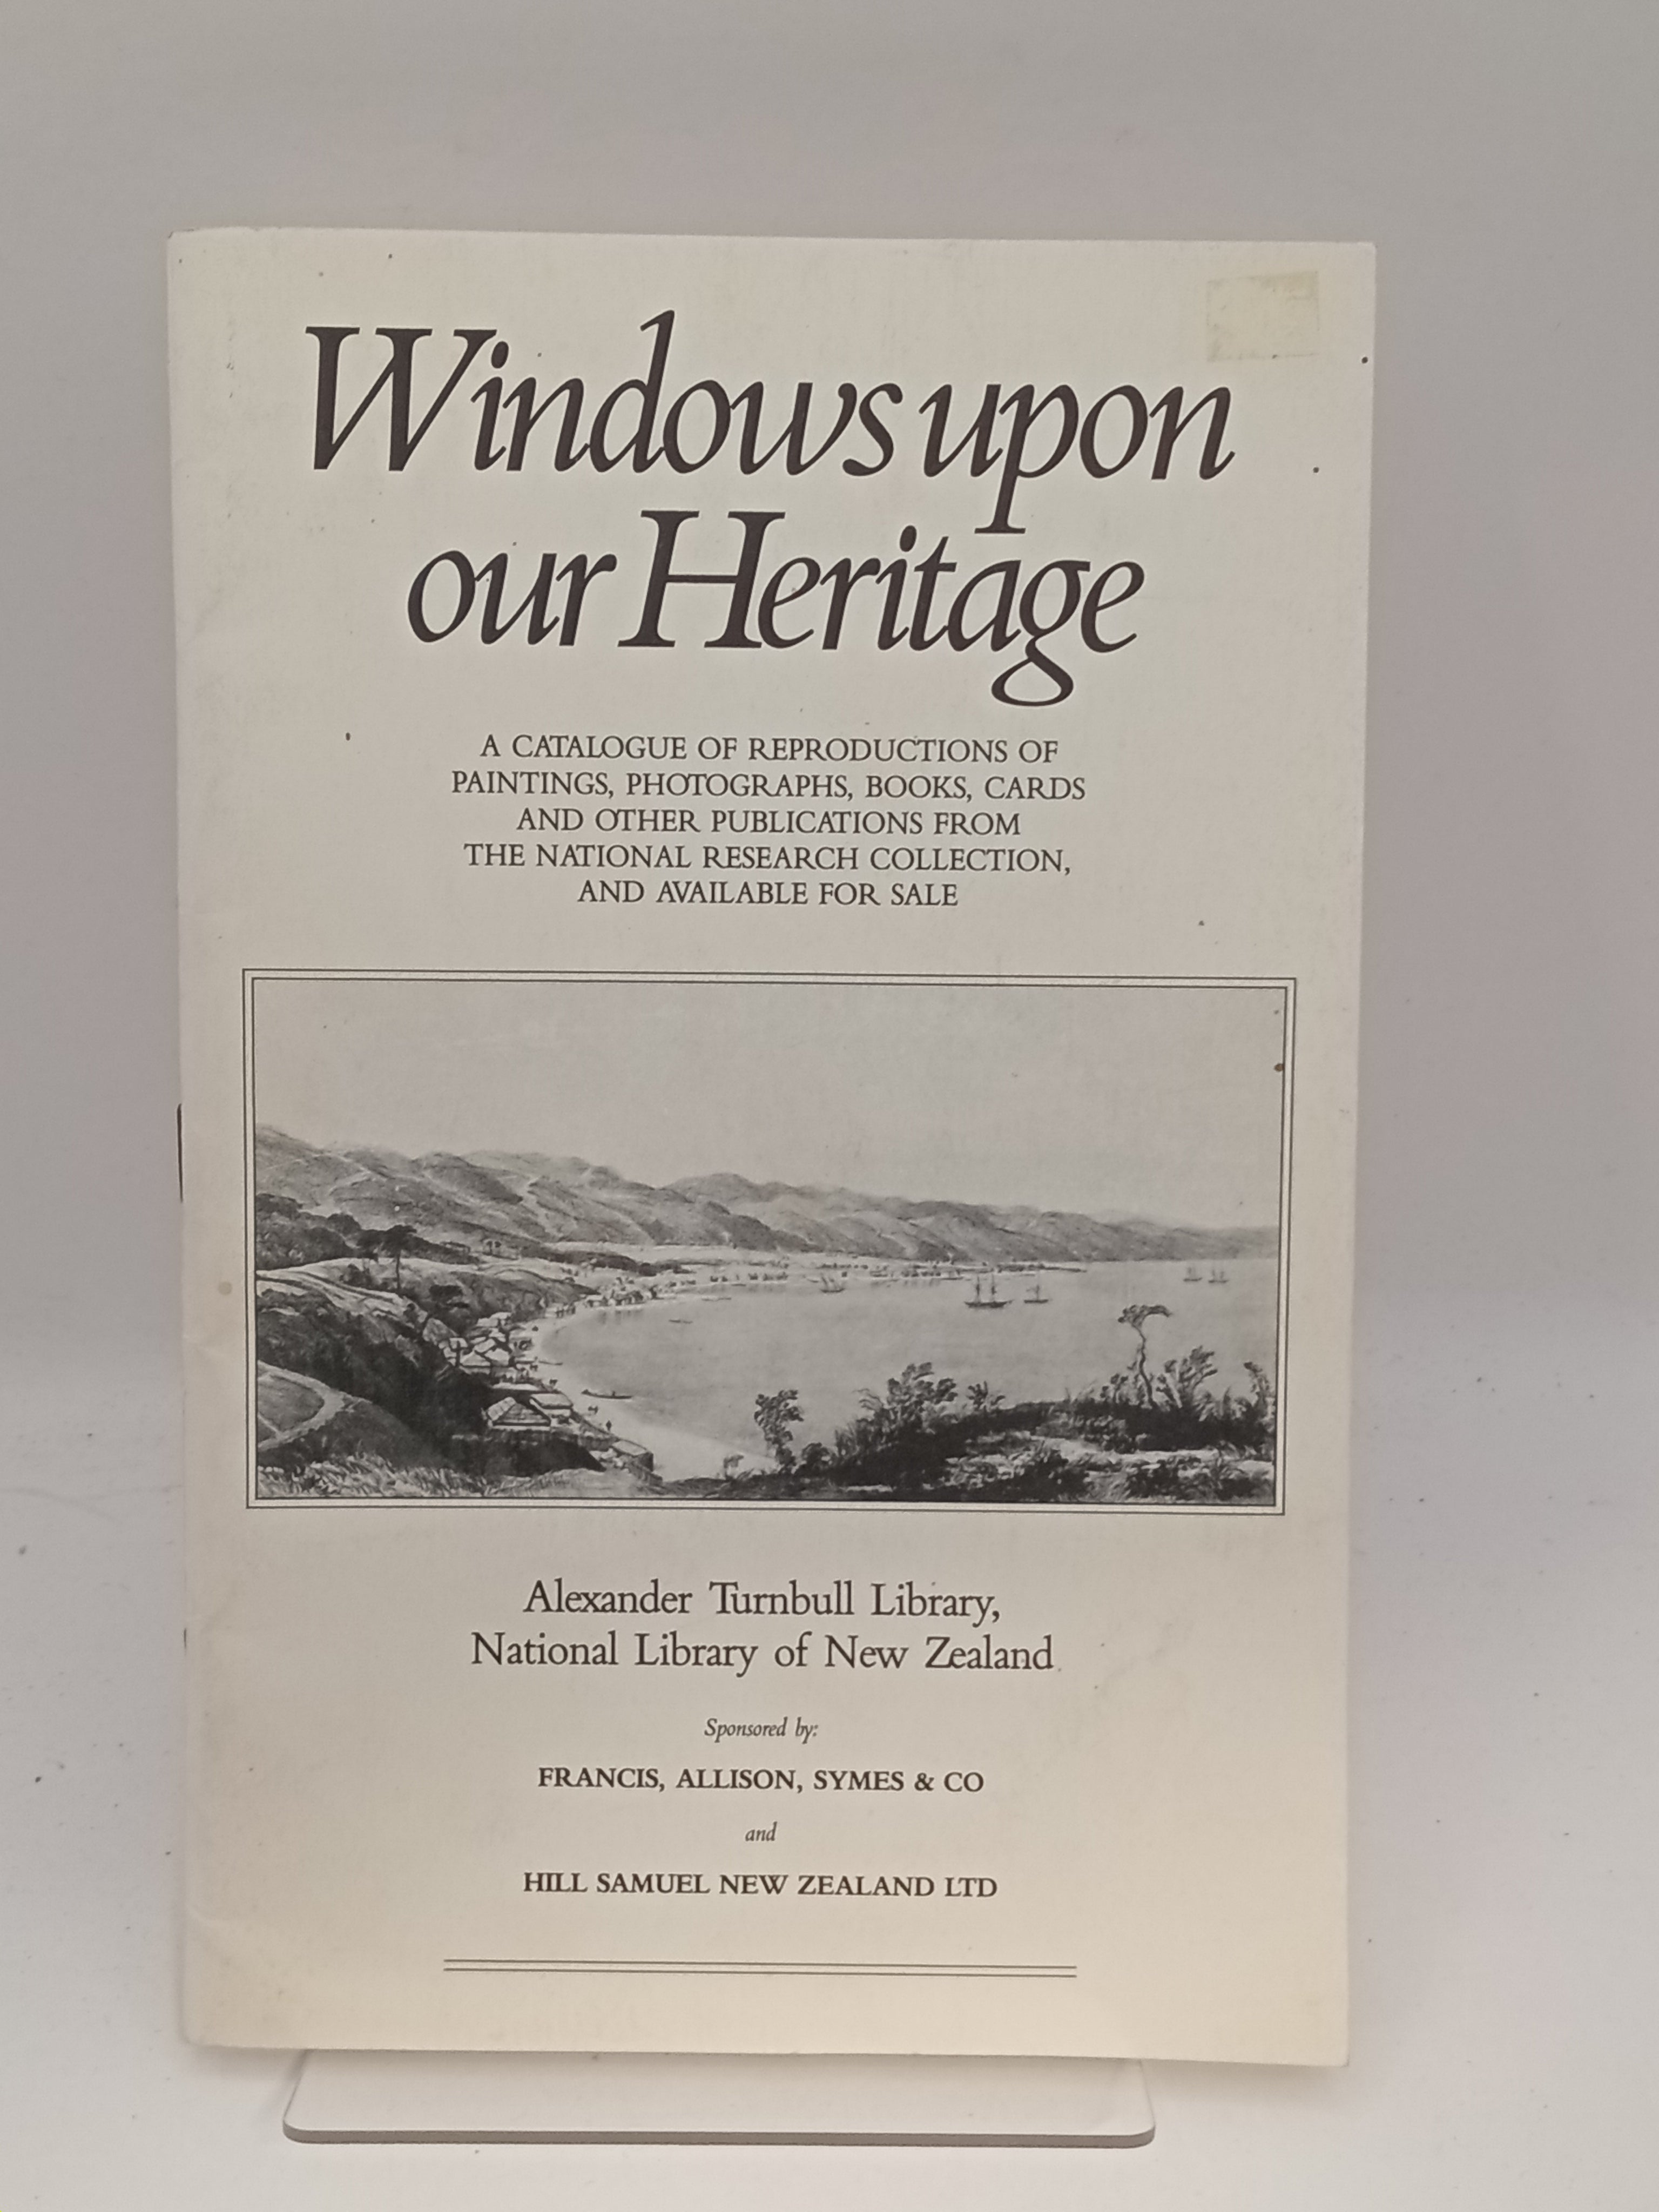 Windows upon
our Heritage
A CATALOGUE OF REPRODUCTIONS OF
PAINTINGS, PHOTOGRAPHS, BOOKS, CARDS
AND OTHER PUBLICATIONS FROM
THE NATIONAL RESEARCH COLLECTION,
AND AVAILABLE FOR SALE
Alexander Turnbull Library,
National Library of New Zealand
Sponsored by:
FRANCIS, ALLISON, SYMES & CO
and
HILL SAMUEL NEW ZEALAND LTD